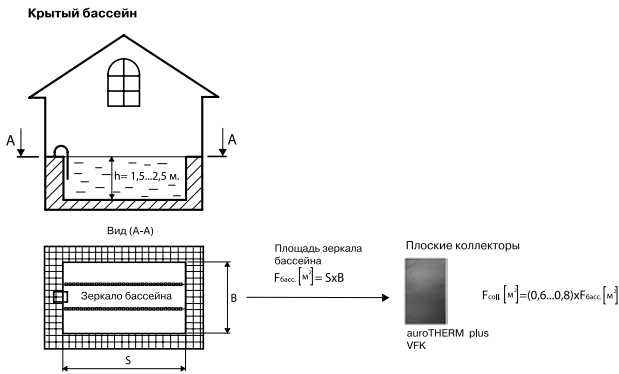 Крытый бассейн
A
A
h= 1,5...2,5 м.
Вид (А-А)
Площадь зеркала
бассейна
Fбасс.[м²]= SxB
Зеркало бассейна
B
S
Плоские коллекторы
auroTHERM plus
VFK
Fcoll.[м²]=(0,6...0,8)xFбасс.[м²]